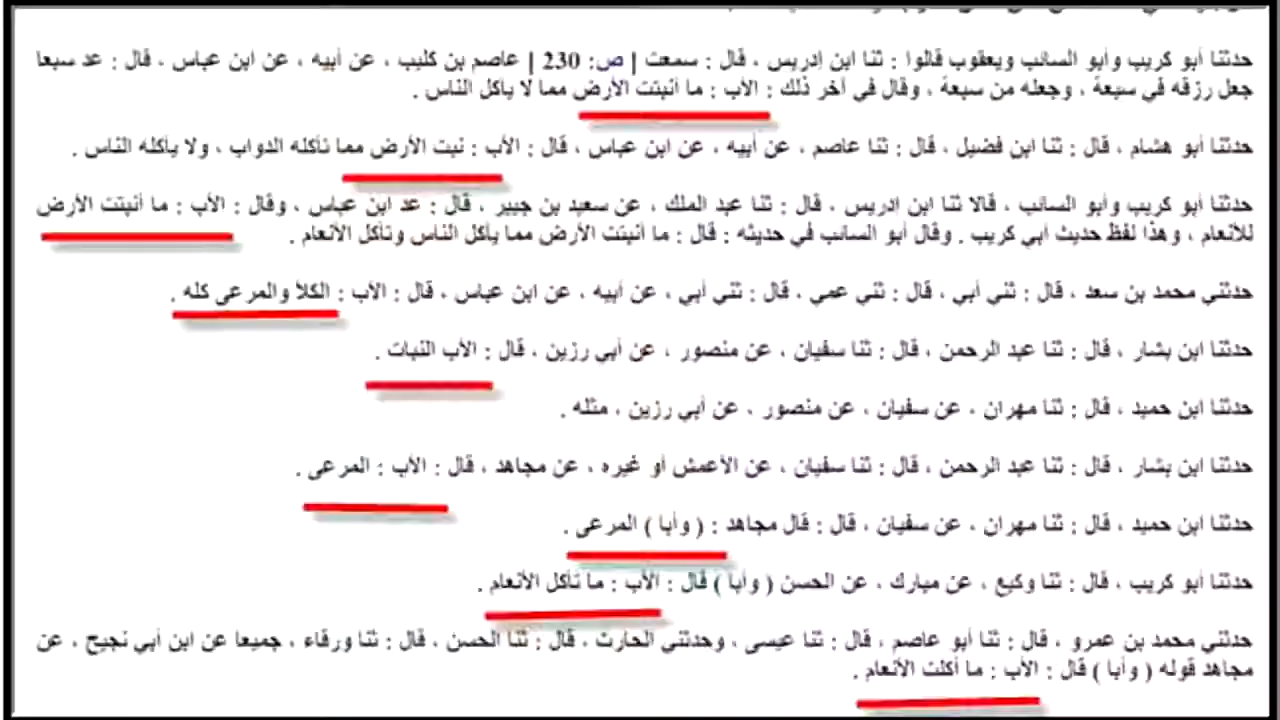 حدثنا أبو كريب وأبو السائب ويعقوب قالوا : ثنا ابن إدريس ، قال : سمعت [ ص: 230 ] عاصم بن كليب ، عن أبيه ، عن ابن عباس ، قال : عد سبعا
جعل رزقه في سبعة ، وجعله من سبعة ، وقال في آخر ذلك : الأب : ما أنبتت الأرض مما لا يأكل الناس .
حدثنا أبو هشام ، قال : ثنا ابن فضيل ، قال : ثنا عاصم ، عن أبيه ، عن ابن عباس ، قال : الأب : نبت الأرض مما تأكله الدواب ، ولا يأكله الناس .
حدثنا أبو كريب وأبو السائب ، قالا ثنا ابن إدريس ، قال : ثنا عبد الملك ، عن سعيد بن جبير ، قال : عد ابن عباس ، وقال : الأب : ما أنبتت الأرض
للأنعام ، وهذا لفظ حديث أبي كريب . وقال أبو السائب في حديثه : قال : ما أنبتت الأرض مما يأكل الناس وتأكل الأنعام .
حدثني محمد بن سعد ، قال : ثني أبي ، قال : ثني عمي ، قال : ثني أبي ، عن أبيه ، عن ابن عباس ، قال : الأب : الكلأ والمرعى كله .
حدثنا ابن بشار ، قال : ثنا عبد الرحمن ، قال : ثنا سفيان ، عن منصور ، عن أبي رزين ، قال : الأب النبات .
حدثنا ابن حميد ، قال : ثنا مهران ، عن سفيان ، عن منصور ، عن أبي رزين ، مثله .
حدثنا ابن بشار ، قال : ثنا عبد الرحمن ، قال : ثنا سفيان ، عن الأعمش أو غيره ، عن مجاهد ، قال : الأب : المرعى .
حدثنا ابن حميد ، قال : ثنا مهران ، عن سفيان ، قال : قال مجاهد : ( وأبا ) المرعى .
حدثنا أبو كريب ، قال : ثنا وكيع ، عن مبارك ، عن الحسن ( وأبا ) قال : الأب : ما تأكل الأنعام .
حدثني محمد بن عمرو ، قال : ثنا أبو عاصم ، قال : ثنا عيسى ، وحدثني الحارث ، قال : ثنا الحسن ، قال : ثنا ورقاء ، جميعا عن ابن أبي نجيح ، عن
مجاهد قوله ( وأبا ) قال : الأب : ما أكلت الأنعام .